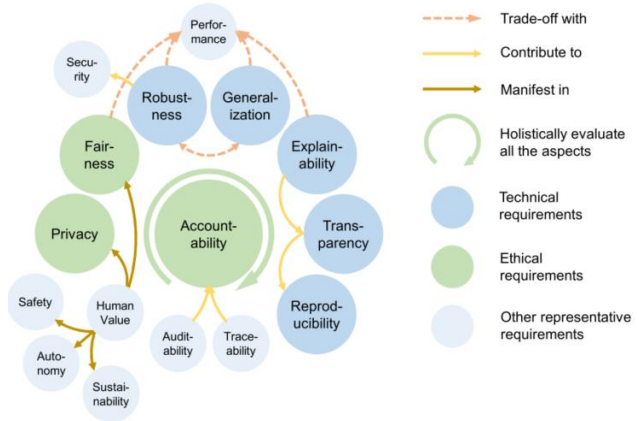 Perfor-
mance
Secu-
rity
Robust-
ness
General-
ization
Fair-
ness
Explain-
ability
Privacy
Account-
ability
Trans-
parency
Safety
Human
Value
Reprod-
ucibility
Audit-
ability
Trace-
ability
Auto-
nomy
Sustai-
nability
Trade-off with
Contribute to
Manifest in
Holistically evaluate
all the aspects
Technical
requirements
Ethical
requirements
Other representative
requirements